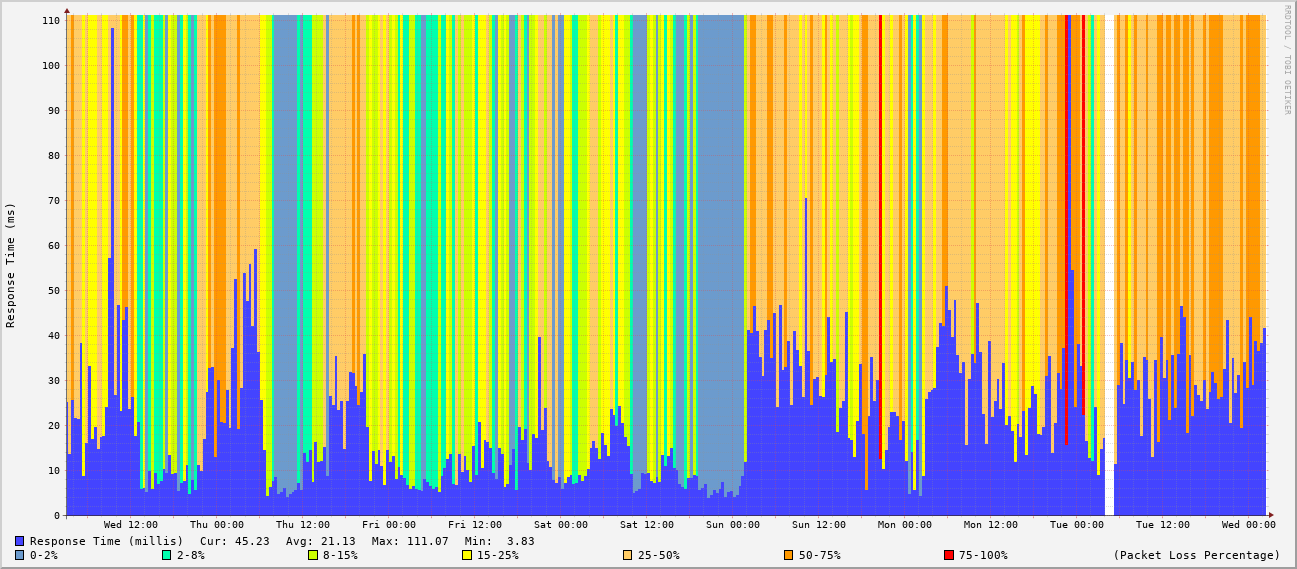 RRDTOOL / TOBI OETIKER
Response Time (ms)
110
100
90
80
70
60
50
40
30
20
10
0
Wed 12:00 Thu 00:00 Thu 12:00 Fri 00:00 Fri 12:00 Sat 00:00 Sat 12:00 Sun 00:00 Sun 12:00 Mon 00:00 Mon 12:00 Tue 00:00 Tue 12:00 Wed 00:00
Response Time (millis) Cur: 45.23 Avg: 21.13 Max: 111.07 Min: 3.83
0-2% 2-8% 8-15% 15-25% 25-50% 50-75% 75-100% (Packet Loss Percentage)